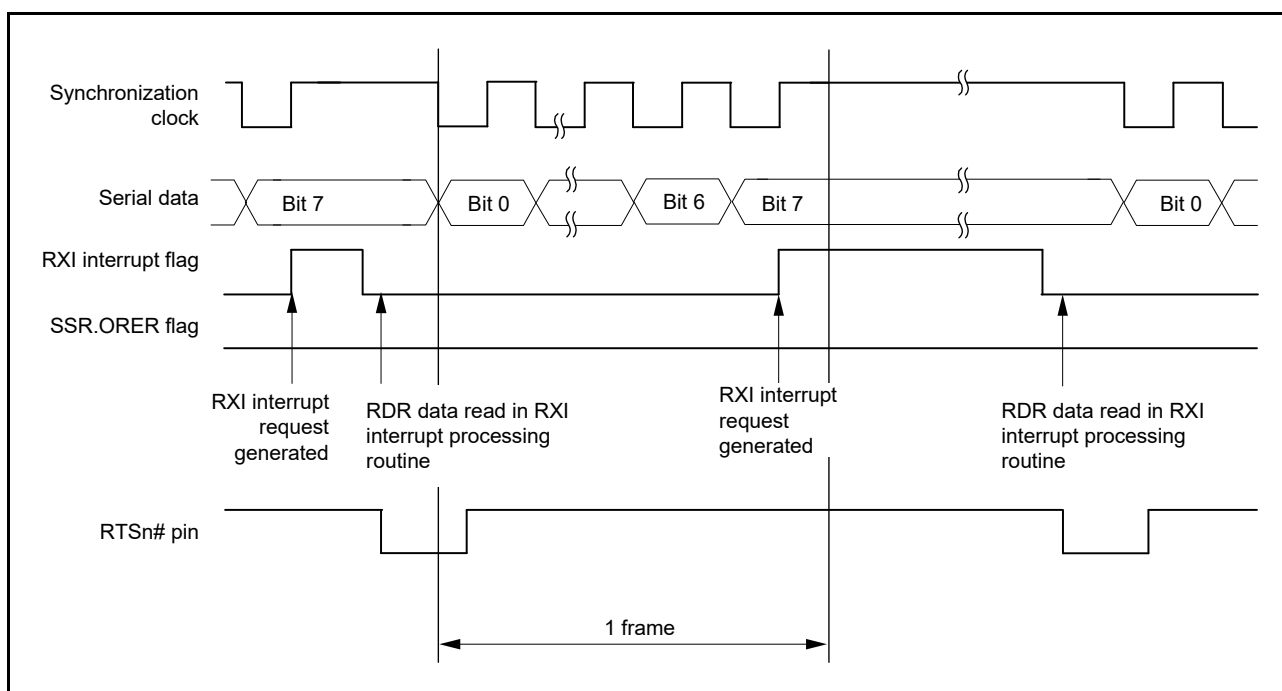 Synchronization
clock
Serial data
Bit 7
Bit 0
Bit 6
Bit 7
Bit 0
RXI interrupt flag
SSR.ORER flag
RXI interrupt
request
generated
RDR data read in RXI
interrupt processing
routine
RXI interrupt
request
generated
RDR data read in RXI
interrupt processing
routine
RTSn# pin
1 frame